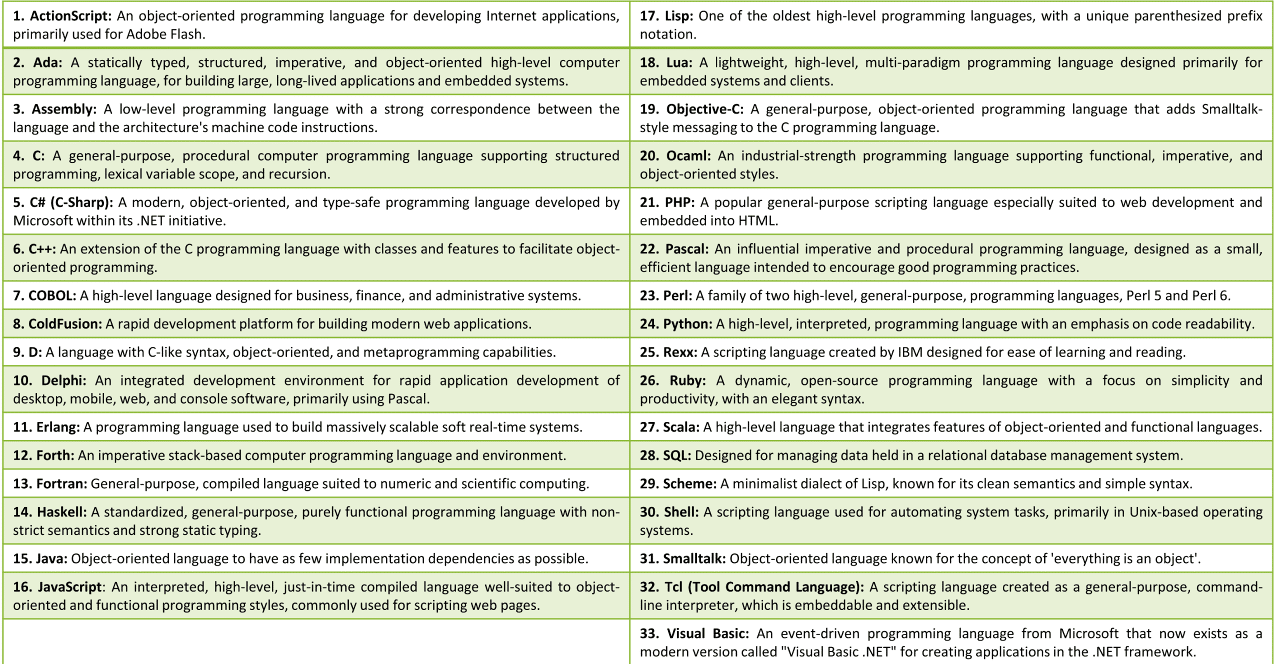 1. ActionScript: An object-oriented programming language for developing Internet applications,
primarily used for Adobe Flash.
2. Ada: A statically typed, structured, imperative, and object-oriented high-level computer
programming language, for building large, long-lived applications and embedded systems.
3. Assembly: A low-level programming language with a strong correspondence between the
language and the architecture's machine code instructions.
4. C: A general-purpose, procedural computer programming language supporting structured
programming, lexical variable scope, and recursion.
5. C# (C-Sharp): A modern, object-oriented, and type-safe programming language developed by
Microsoft within its .NET initiative.
6. C++: An extension of the C programming language with classes and features to facilitate object-
oriented programming.
7. COBOL: A high-level language designed for business, finance, and administrative systems.
8. ColdFusion: A rapid development platform for building modern web applications.
9. D: A language with C-like syntax, object-oriented, and metaprogramming capabilities.
10. Delphi: An integrated development environment for rapid application development of
desktop, mobile, web, and console software, primarily using Pascal.
11. Erlang: A programming language used to build massively scalable soft real-time systems.
12. Forth: An imperative stack-based computer programming language and environment.
13. Fortran: General-purpose, compiled language suited to numeric and scientific computing.
14. Haskell: A standardized, general-purpose, purely functional programming language with non-
strict semantics and strong static typing.
15. Java: Object-oriented language to have as few implementation dependencies as possible.
16. JavaScript: An interpreted, high-level, just-in-time compiled language well-suited to object-
oriented and functional programming styles, commonly used for scripting web pages.
17. Lisp: One of the oldest high-level programming languages, with a unique parenthesized prefix
notation.
18. Lua: A lightweight, high-level, multi-paradigm programming language designed primarily for
embedded systems and clients.
19. Objective-C: A general-purpose, object-oriented programming language that adds Smalltalk-
style messaging to the C programming language.
20. Ocaml: An industrial-strength programming language supporting functional, imperative, and
object-oriented styles.
21. PHP: A popular general-purpose scripting language especially suited to web development and
embedded into HTML.
22. Pascal: An influential imperative and procedural programming language, designed as a small,
efficient language intended to encourage good programming practices.
23. Perl: A family of two high-level, general-purpose, programming languages, Perl 5 and Perl 6.
24. Python: A high-level, interpreted, programming language with an emphasis on code readability.
25. Rexx: A scripting language created by IBM designed for ease of learning and reading.
26. Ruby: A dynamic, open-source programming language with a focus on simplicity and
productivity, with an elegant syntax.
27. Scala: A high-level language that integrates features of object-oriented and functional languages.
28. SQL: Designed for managing data held in a relational database management system.
29. Scheme: A minimalist dialect of Lisp, known for its clean semantics and simple syntax.
30. Shell: A scripting language used for automating system tasks, primarily in Unix-based operating
systems.
31. Smalltalk: Object-oriented language known for the concept of 'everything is an object'.
32. Tcl (Tool Command Language): A scripting language created as a general-purpose, command-
line interpreter, which is embeddable and extensible.
33. Visual Basic: An event-driven programming language from Microsoft that now exists as a
modern version called "Visual Basic .NET" for creating applications in the .NET framework.